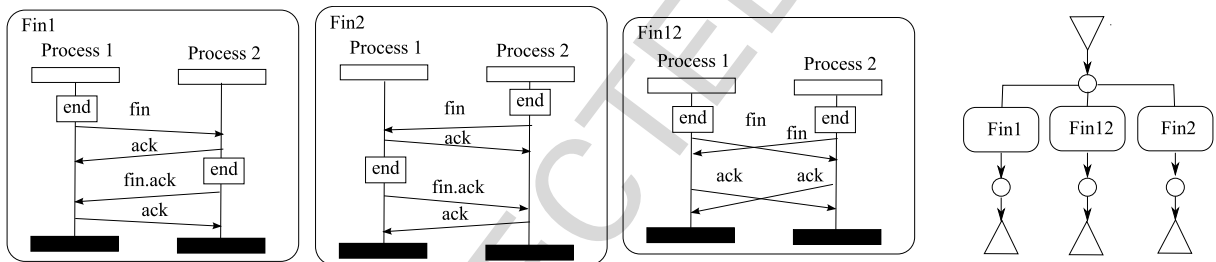 Fin1
Process 1
Process 2
end
fin
ack
end
fin.ack
ack
Fin2
Process 1
Process 2
end
fin
ack
end
fin.ack
ack
Fin12
Process 1
Process 2
end
end
fin
fin
ack
ack
Fin1
Fin12
Fin2